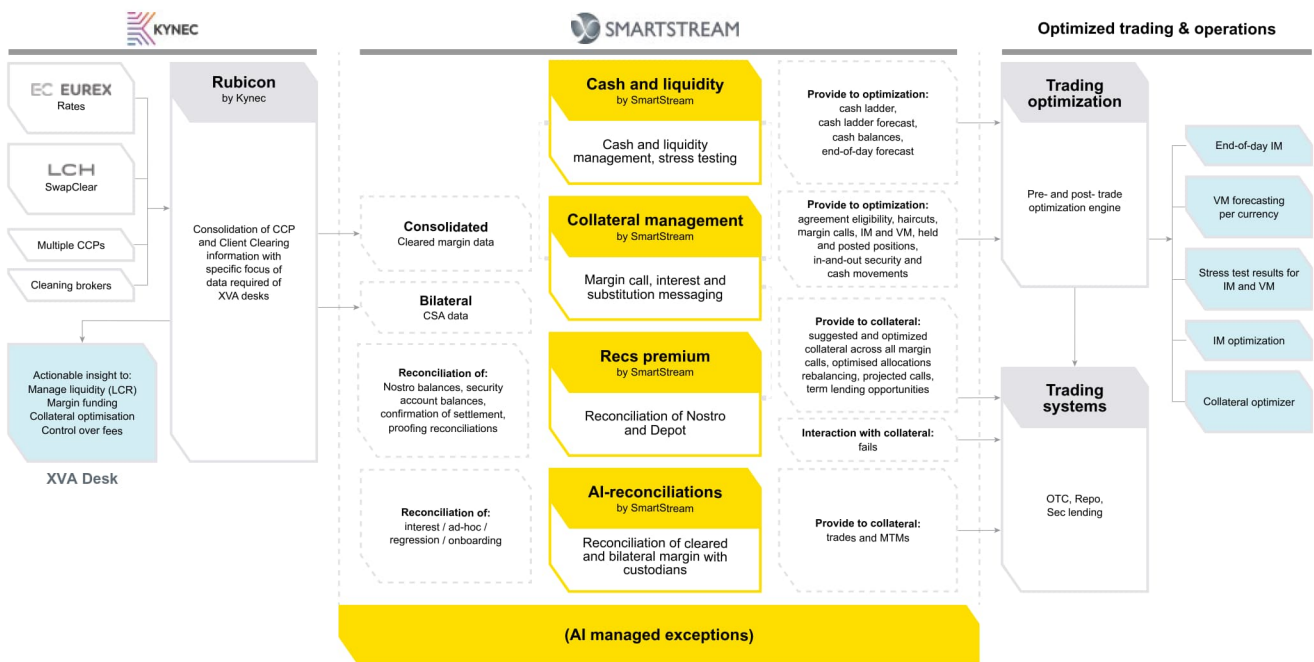 KYNEC
SMARTSTREAM
Optimized trading & operations
EC EUREX
Rates
LCH
SwapClear
Multiple CCPs
Cleaning brokers
Rubicon
by Kynec
Consolidation of CCP
and Client Clearing
information with
specific focus of
data required of
XVA desks
Actionable insight to:
Manage liquidity (LCR)
Margin funding
Collateral optimisation
Control over fees
XVA Desk
Consolidated
Cleared margin data
Bilateral
CSA data
Reconciliation of:
Nostro balances, security
account balances,
confirmation of settlement,
proofing reconciliations
Reconciliation of:
interest / ad-hoc /
regression / onboarding
Cash and liquidity
by SmartStream
Cash and liquidity
management, stress testing
Collateral management
by SmartStream
Margin call, interest and
substitution messaging
Recs premium
by SmartStream
Reconciliation of Nostro
and Depot
AI-reconciliations
by SmartStream
Reconciliation of cleared
and bilateral margin with
custodians
Provide to optimization:
cash ladder,
cash ladder forecast,
cash balances,
end-of-day forecast
Provide to optimization:
agreement eligibility, haircuts,
margin calls, IM and VM, held
and posted positions,
in-and-out security and
cash movements
Provide to collateral:
suggested and optimized
collateral across all margin
calls, optimised allocations
rebalancing, projected calls,
term lending opportunities
Interaction with collateral:
fails
Provide to collateral:
trades and MTMs
(AI managed exceptions)
Trading
optimization
Pre- and post- trade
optimization engine
Trading
systems
OTC, Repo,
Sec lending
End-of-day IM
VM forecasting
per currency
Stress test results for
IM and VM
IM optimization
Collateral optimizer